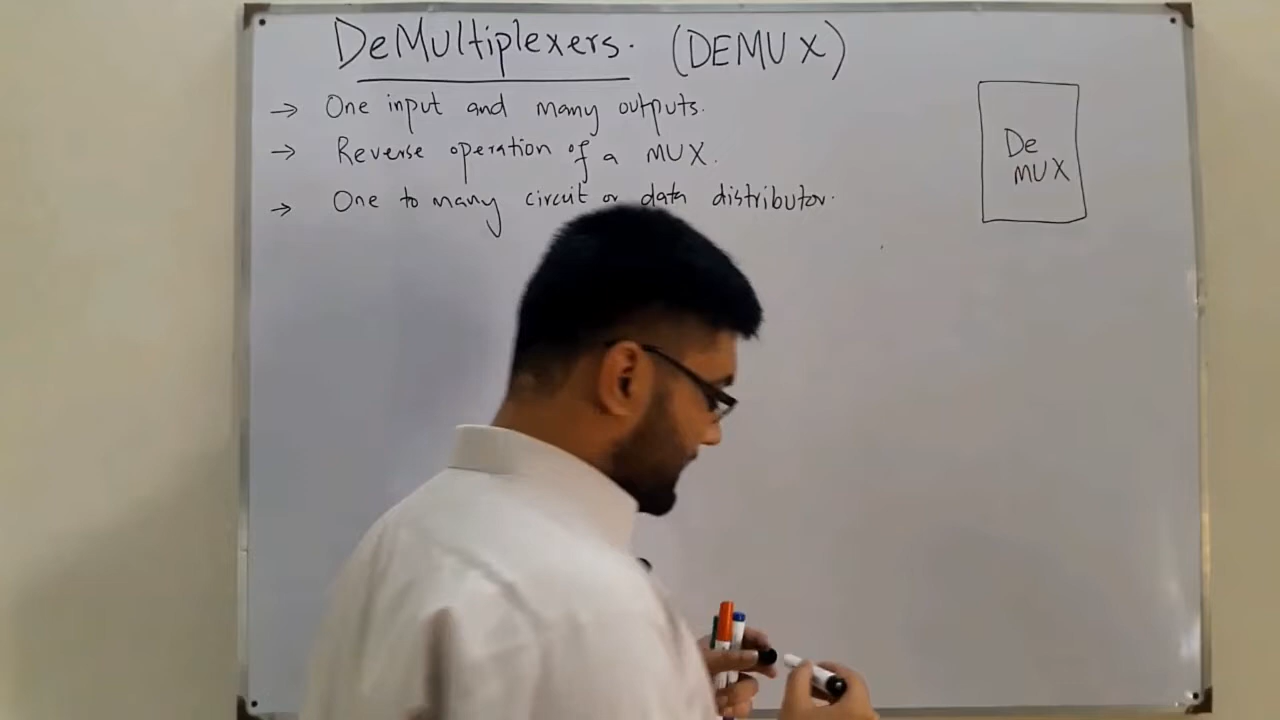 DeMultiplexers. (DEMUX)
→ One input and many outputs.
→ Reverse operation of a MUX.
→ One to many circuit or data distributor.
De
MUX